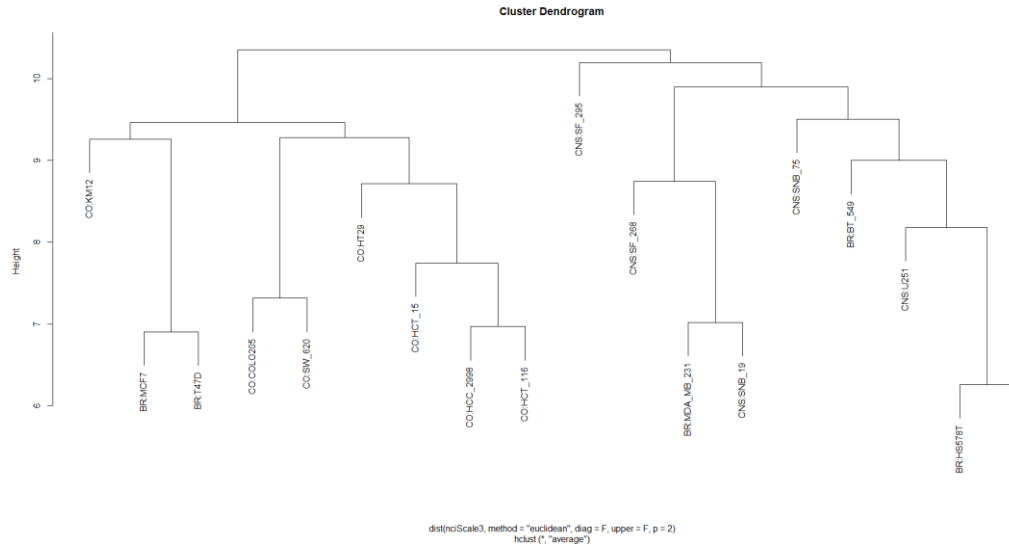 Cluster Dendrogram
Height
10
9
8
7
6
CO:KM12
BR:MCF7
BR:T47D
CO:COLO205
CO:SW_620
CO:HT29
CO:HCT_15
CO:HCC_2998
CO:HCT_116
CNS:SF_295
CNS:SF_268
BR:MDA_MB_231
CNS:SNB_19
CNS:SNB_75
BR:BT_549
CNS:U251
BR:HS578T
dist(nciScale3, method = "euclidean", diag = F, upper = F, p = 2)
hclust (*, "average")